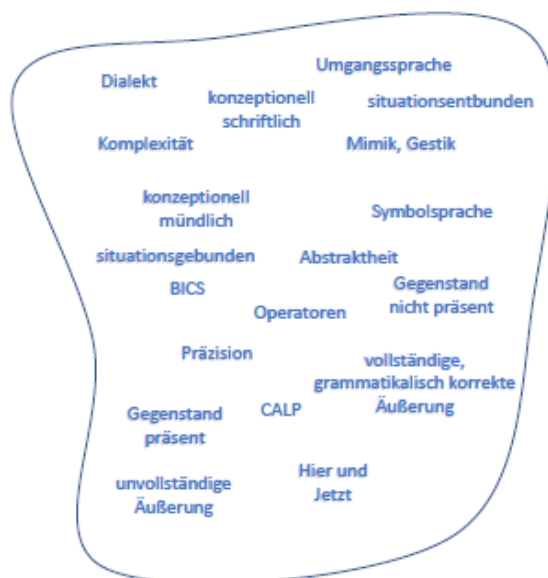 Umgangssprache
Dialekt
konzeptionell
schriftlich
situationsentbunden
Komplexität
Mimik, Gestik
konzeptionell
mündlich
Symbolsprache
situationsgebunden
Abstraktheit
BICS
Gegenstand
nicht präsent
Operatoren
Präzision
vollständige,
grammatikalisch korrekte
Äußerung
Gegenstand
präsent
CALP
Hier und
Jetzt
unvollständige
Äußerung